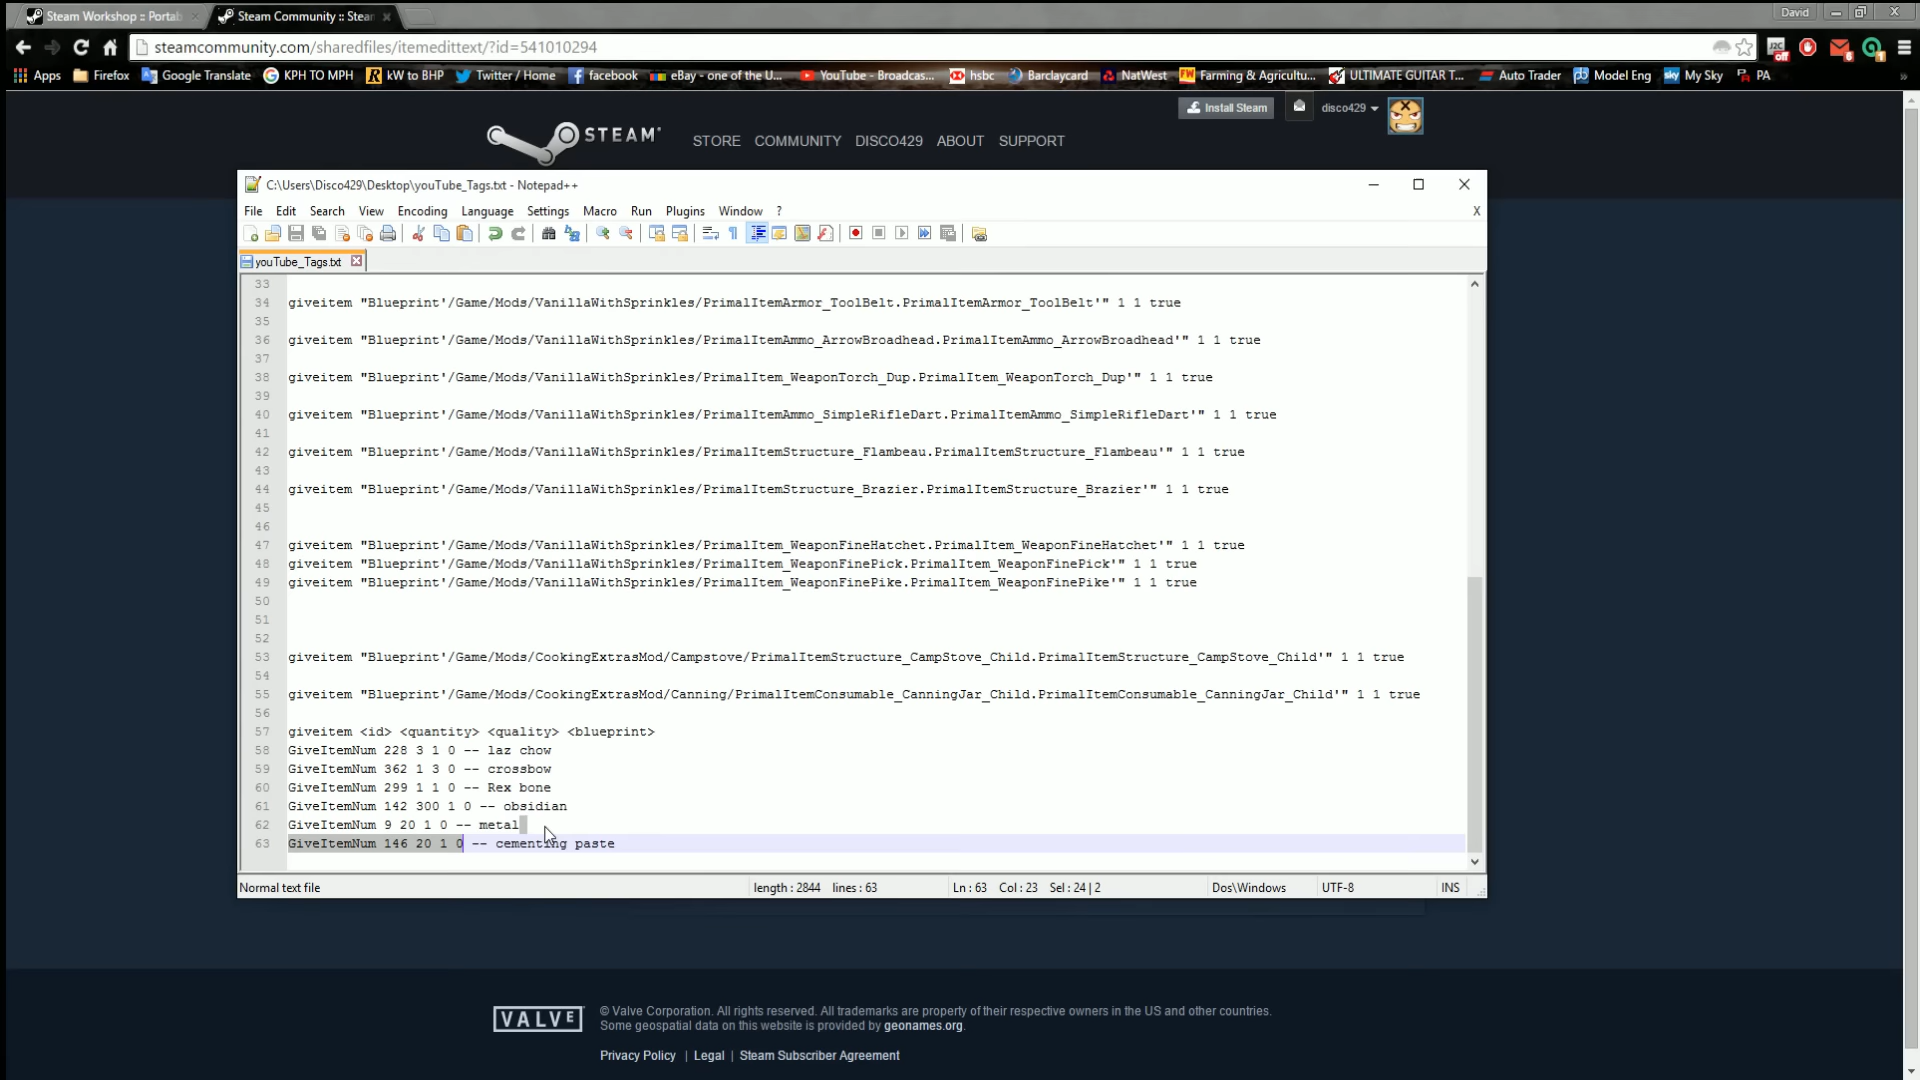 Steam Workshop :: Portab
Steam Community :: Stear
David
steamcommunity.com/sharedfiles/itemedittext/?id=541010294
Apps Firefox Google Translate KPH TO MPH kW to BHP Twitter / Home facebook eBay - one of the U... YouTube - Broadcas... hsbc Barclaycard NatWest Farming & Agricultu... ULTIMATE GUITAR T... Auto Trader Model Eng My Sky PA »
Install Steam disco429
STEAM STORE COMMUNITY DISCO429 ABOUT SUPPORT
C:\Users\Disco429\Desktop\youTube_Tags.txt - Notepad++
File Edit Search View Encoding Language Settings Macro Run Plugins Window ? X
youTube_Tags.txt
33
34 giveitem "Blueprint'/Game/Mods/VanillaWithSprinkles/PrimalItemArmor_ToolBelt.PrimalItemArmor_ToolBelt'" 1 1 true
35
36 giveitem "Blueprint'/Game/Mods/VanillaWithSprinkles/PrimalItemAmmo_ArrowBroadhead.PrimalItemAmmo_ArrowBroadhead'" 1 1 true
37
38 giveitem "Blueprint'/Game/Mods/VanillaWithSprinkles/PrimalItem_WeaponTorch_Dup.PrimalItem_WeaponTorch_Dup'" 1 1 true
39
40 giveitem "Blueprint'/Game/Mods/VanillaWithSprinkles/PrimalItemAmmo_SimpleRifleDart.PrimalItemAmmo_SimpleRifleDart'" 1 1 true
41
42 giveitem "Blueprint'/Game/Mods/VanillaWithSprinkles/PrimalItemStructure_Flambeau.PrimalItemStructure_Flambeau'" 1 1 true
43
44 giveitem "Blueprint'/Game/Mods/VanillaWithSprinkles/PrimalItemStructure_Brazier.PrimalItemStructure_Brazier'" 1 1 true
45
46
47 giveitem "Blueprint'/Game/Mods/VanillaWithSprinkles/PrimalItem_WeaponFineHatchet.PrimalItem_WeaponFineHatchet'" 1 1 true
48 giveitem "Blueprint'/Game/Mods/VanillaWithSprinkles/PrimalItem_WeaponFinePick.PrimalItem_WeaponFinePick'" 1 1 true
49 giveitem "Blueprint'/Game/Mods/VanillaWithSprinkles/PrimalItem_WeaponFinePike.PrimalItem_WeaponFinePike'" 1 1 true
50
51
52
53 giveitem "Blueprint'/Game/Mods/CookingExtrasMod/Campstove/PrimalItemStructure_CampStove_Child.PrimalItemStructure_CampStove_Child'" 1 1 true
54
55 giveitem "Blueprint'/Game/Mods/CookingExtrasMod/Canning/PrimalItemConsumable_CanningJar_Child.PrimalItemConsumable_CanningJar_Child'" 1 1 true
56
57 giveitem <id> <quantity> <quality> <blueprint>
58 GiveItemNum 228 3 1 0 -- laz chow
59 GiveItemNum 362 1 3 0 -- crossbow
60 GiveItemNum 299 1 1 0 -- Rex bone
61 GiveItemNum 142 300 1 0 -- obsidian
62 GiveItemNum 9 20 1 0 -- metal
63 GiveItemNum 146 20 1 0 -- cementing paste
Normal text file length : 2844 lines : 63 Ln : 63 Col : 23 Sel : 24 | 2 Dos\Windows UTF-8 INS
VALVE
© Valve Corporation. All rights reserved. All trademarks are property of their respective owners in the US and other countries.
Some geospatial data on this website is provided by geonames.org.
Privacy Policy | Legal | Steam Subscriber Agreement